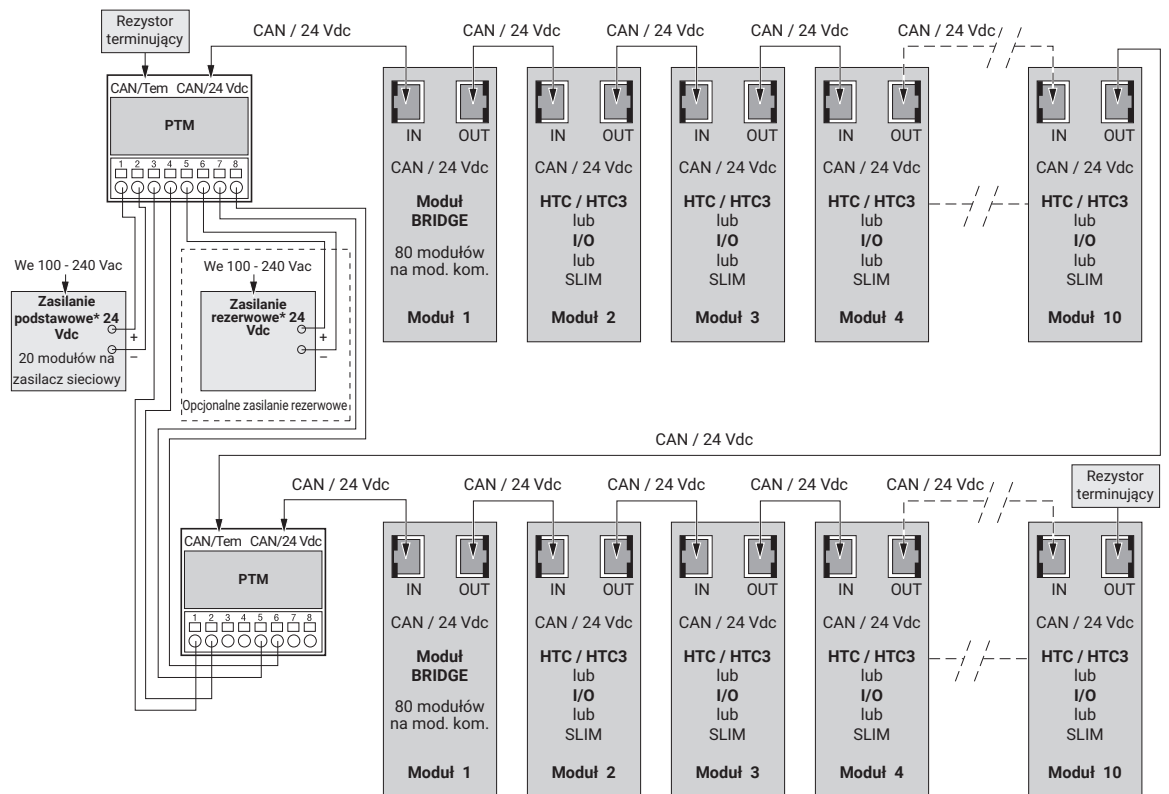 Rezystor
terminujący
CAN / 24 Vdc
CAN / 24 Vdc
CAN / 24 Vdc
CAN / 24 Vdc
CAN / 24 Vdc
CAN/Tem CAN/24 Vdc
PTM
1 2 3 4 5 6 7 8
IN OUT
CAN / 24 Vdc
Moduł
BRIDGE
80 modułów
na mod. kom.
Moduł 1
IN OUT
CAN / 24 Vdc
HTC / HTC3
lub
I/O
lub
SLIM
Moduł 2
IN OUT
CAN / 24 Vdc
HTC / HTC3
lub
I/O
lub
SLIM
Moduł 3
IN OUT
CAN / 24 Vdc
HTC / HTC3
lub
I/O
lub
SLIM
Moduł 4
IN OUT
CAN / 24 Vdc
HTC / HTC3
lub
I/O
lub
SLIM
Moduł 10
We 100 - 240 Vac
Zasilanie
podstawowe* 24
Vdc
+
–
20 modułów na
zasilacz sieciowy
We 100 - 240 Vac
Zasilanie
rezerwowe* 24
Vdc
+
–
Opcjonalne zasilanie rezerwowe
CAN / 24 Vdc
CAN / 24 Vdc
CAN / 24 Vdc
CAN / 24 Vdc
CAN / 24 Vdc
CAN / 24 Vdc
Rezystor
terminujący
CAN/Tem CAN/24 Vdc
PTM
1 2 3 4 5 6 7 8
IN OUT
CAN / 24 Vdc
Moduł
BRIDGE
80 modułów
na mod. kom.
Moduł 1
IN OUT
CAN / 24 Vdc
HTC / HTC3
lub
I/O
lub
SLIM
Moduł 2
IN OUT
CAN / 24 Vdc
HTC / HTC3
lub
I/O
lub
SLIM
Moduł 3
IN OUT
CAN / 24 Vdc
HTC / HTC3
lub
I/O
lub
SLIM
Moduł 4
IN OUT
CAN / 24 Vdc
HTC / HTC3
lub
I/O
lub
SLIM
Moduł 10